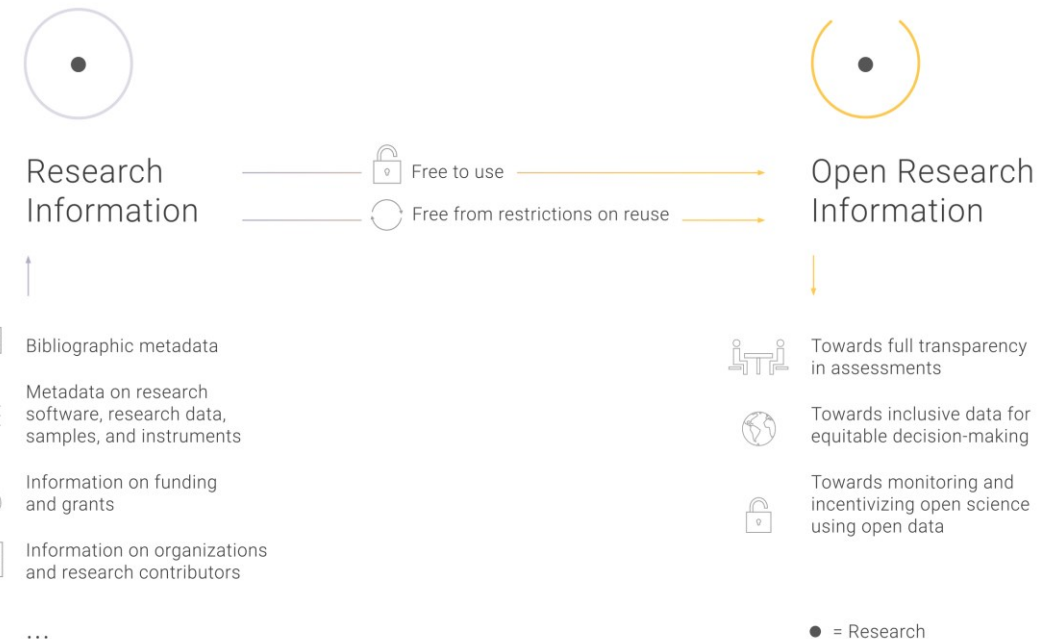 Research
Information
Free to use
Free from restrictions on reuse
Open Research
Information
Bibliographic metadata
Metadata on research
software, research data,
samples, and instruments
Information on funding
and grants
Information on organizations
and research contributors
...
Towards full transparency
in assessments
Towards inclusive data for
equitable decision-making
Towards monitoring and
incentivizing open science
using open data
● = Research